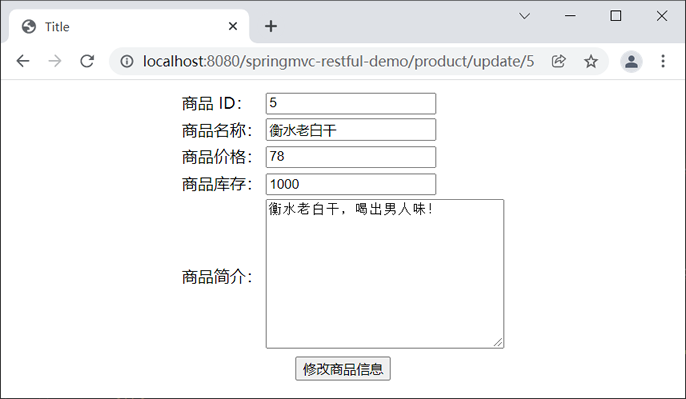 Title
localhost:8080/springmvc-restful-demo/product/update/5
商品 ID： 5
商品名称： 衡水老白干
商品价格： 78
商品库存： 1000
衡水老白干，喝出男人味！
商品简介：
修改商品信息